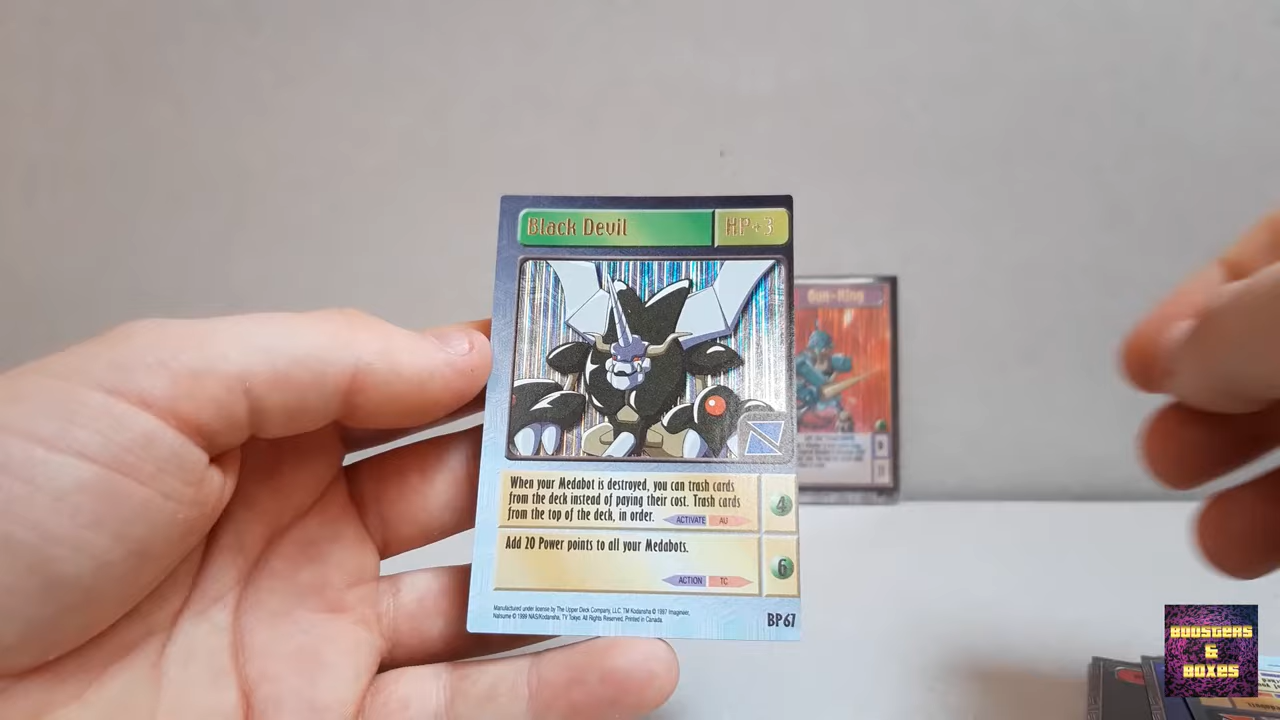 Black Devil
HP+3
When your Medabot is destroyed, you can trash cards
from the deck instead of paying their cost. Trash cards
from the top of the deck, in order.
ACTIVATE AU
4
Add 20 Power points to all your Medabots.
ACTION TC
6
Manufactured under license by The Upper Deck Company, LLC. TM Kodansha © 1997 Imagineer,
Natsume © 1999 NAS/Kodansha, TV Tokyo. All Rights Reserved. Printed in Canada.
BP67
Gun-King
BOOSTERS
&
BOXES